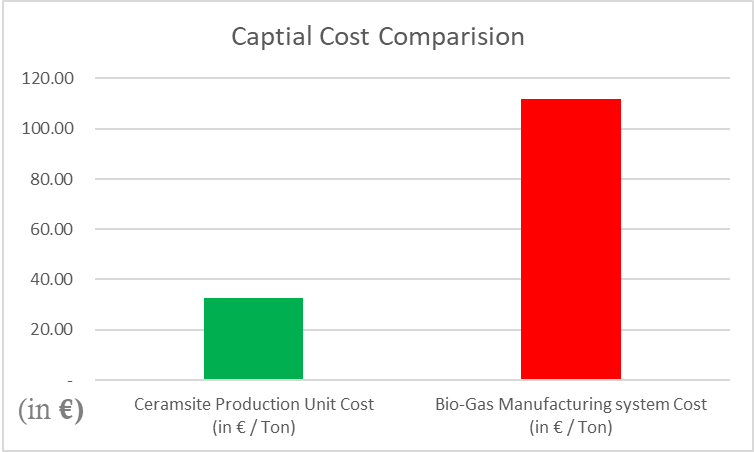 Captial Cost Comparision
120.00
100.00
80.00
60.00
40.00
20.00
-
(in €)
Ceramsite Production Unit Cost
(in € / Ton)
Bio-Gas Manufacturing system Cost
(in € / Ton)